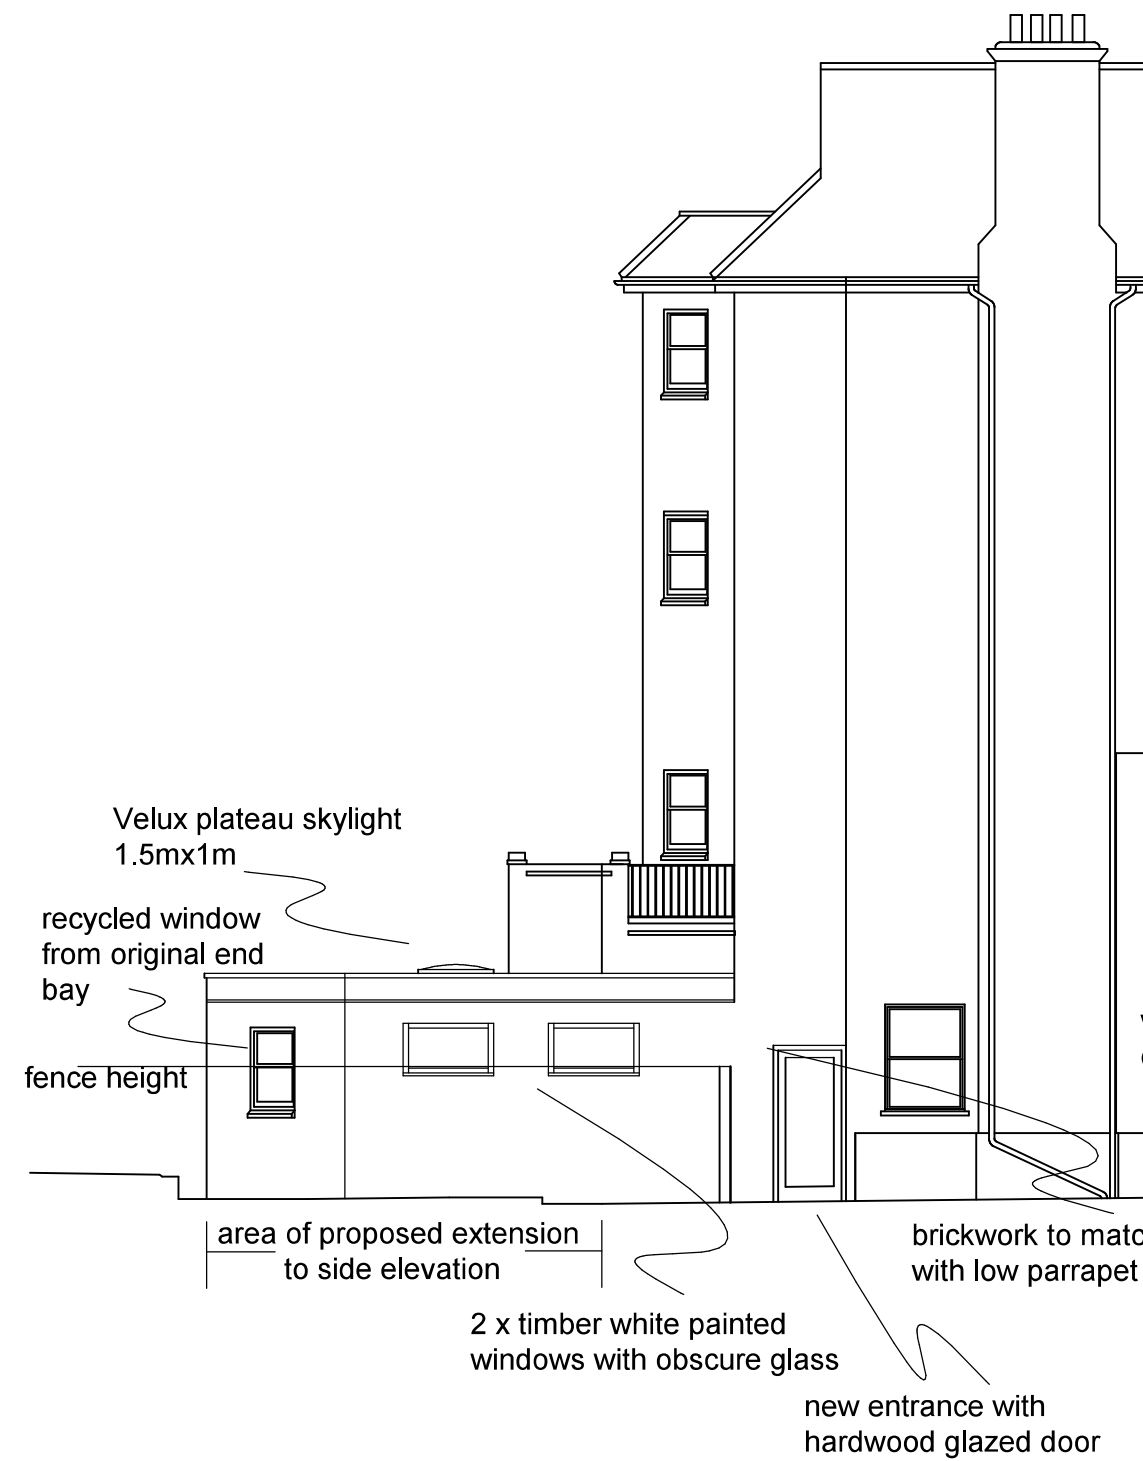 Velux plateau skylight
1.5mx1m
recycled window
from original end
bay
fence height
area of proposed extension
to side elevation
brickwork to matc
with low parrapet
2 x timber white painted
windows with obscure glass
new entrance with
hardwood glazed door